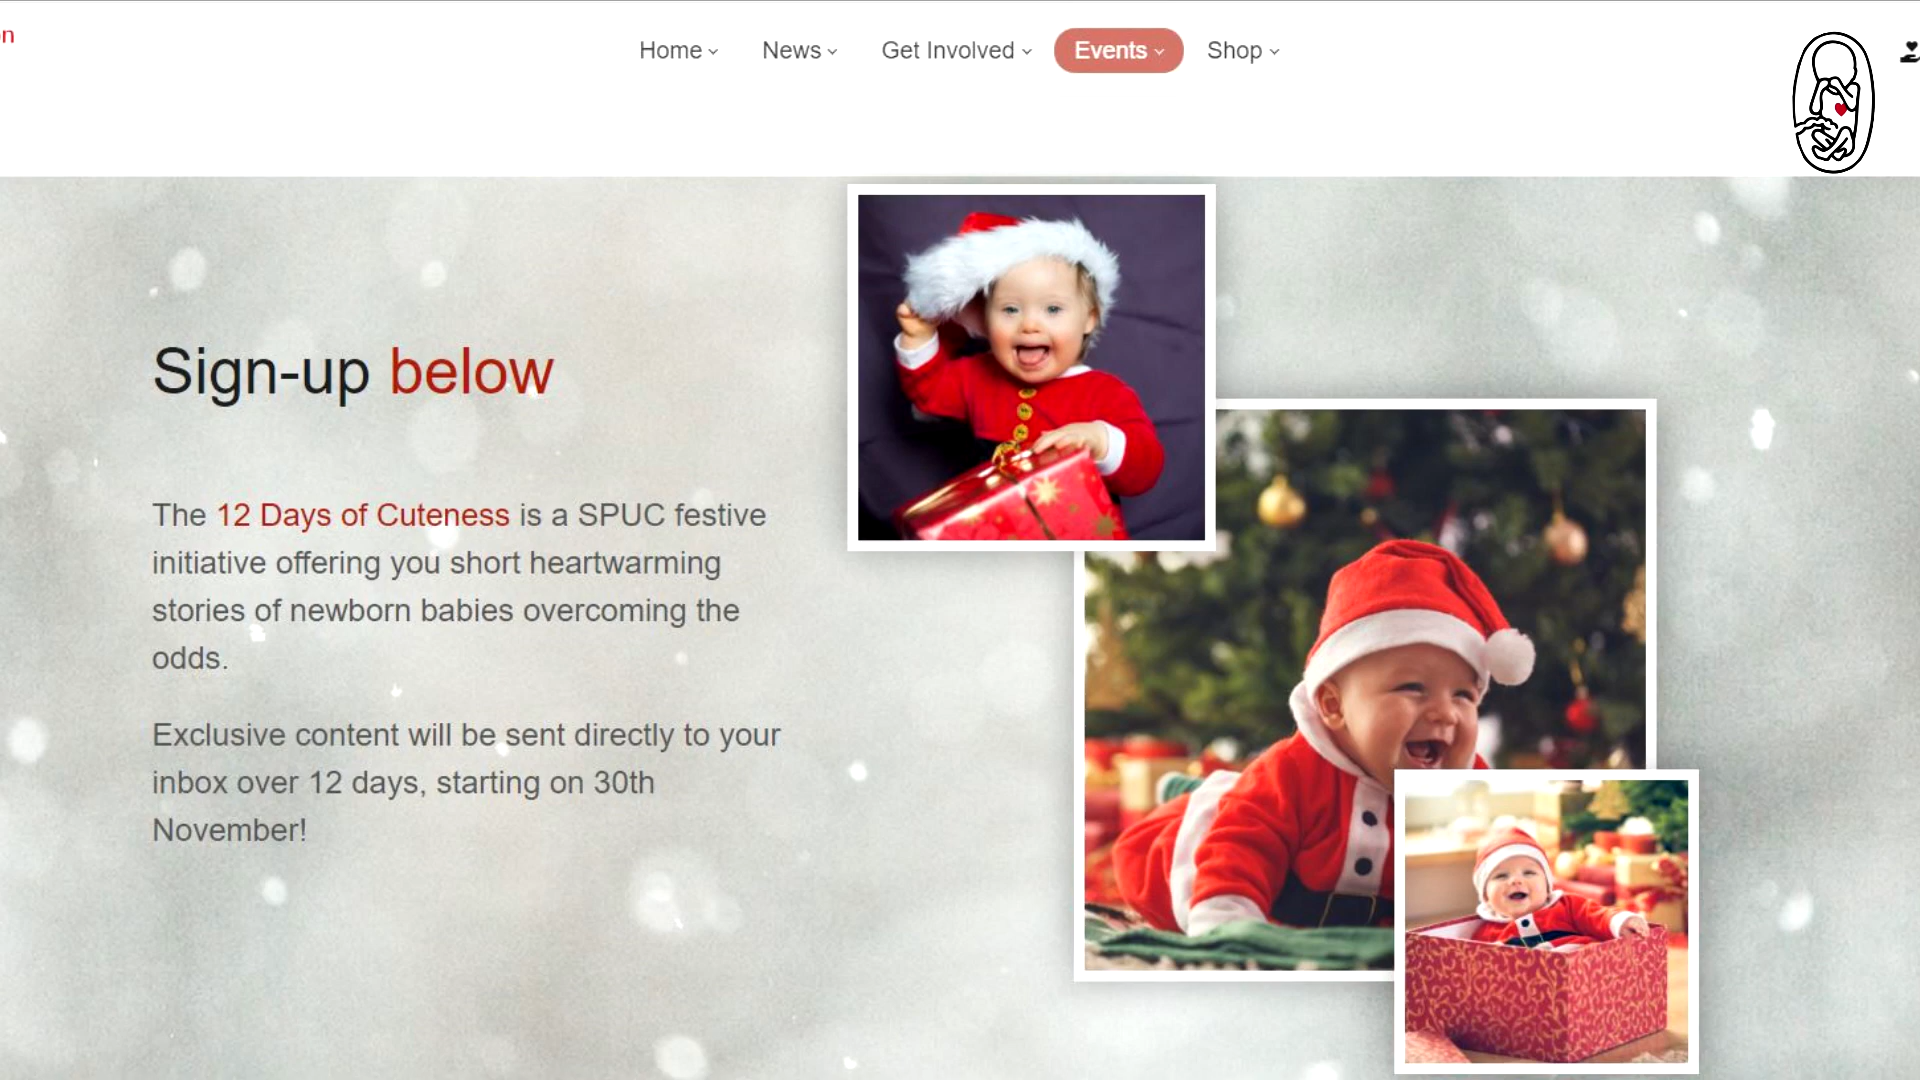 n
Home
News
Get Involved
Events
Shop
Sign-up below
The 12 Days of Cuteness is a SPUC festive
initiative offering you short heartwarming
stories of newborn babies overcoming the
odds.
Exclusive content will be sent directly to your
inbox over 12 days, starting on 30th
November!